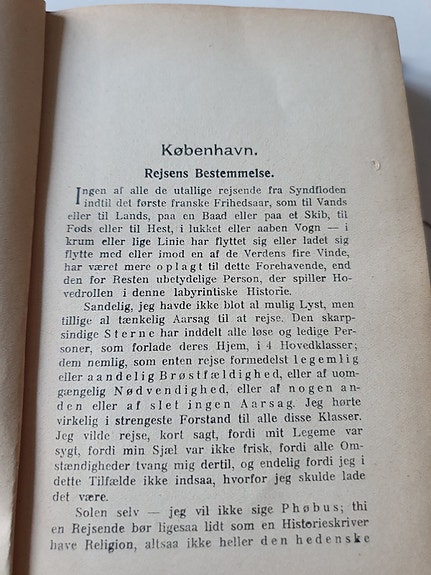 København.
Rejsens Bestemmelse.
Ingen af alle de utallige rejsende fra Syndfloden
indtil det første franske Frihedsaar, som til Vands
eller til Lands, paa en Baad eller paa et Skib, til
Fods eller til Hest, i lukket eller aaben Vogn — i
krum eller lige Linie har flyttet sig eller ladet sig
flytte med eller imod en af de Verdens fire Vinde,
har været mere oplagt til dette Forehavende, end
den for Resten ubetydelige Person, der spiller Ho-
vedrollen i denne labyrintiske Historie.
Sandelig, jeg havde ikke blot al mulig Lyst, men
tillige al tænkelig Aarsag til at rejse. Den skarp-
sindige Sterne har inddelt alle løse og ledige Per-
soner, som forlade deres Hjem, i 4 Hovedklasser;
dem nemlig, som enten rejse formedelst legemlig
eller aandelig Brøstfældighed, eller af uom-
gængelig Nødvendighed, eller af nogen an-
den eller af slet ingen Aarsag. Jeg hørte
virkelig i strengeste Forstand til alle disse Klasser.
Jeg vilde rejse, kort sagt, fordi mit Legeme var
sygt, fordi min Sjæl var ikke frisk, fordi alle Om-
stændigheder tvang mig dertil, og endelig fordi jeg i
dette Tilfælde ikke indsaa, hvorfor jeg skulde lade
det være.
Solen selv — jeg vil ikke sige Phøbus; thi
en Rejsende bør ligesaa lidt som en Historieskriver
have Religion, altsaa ikke heller den hedenske